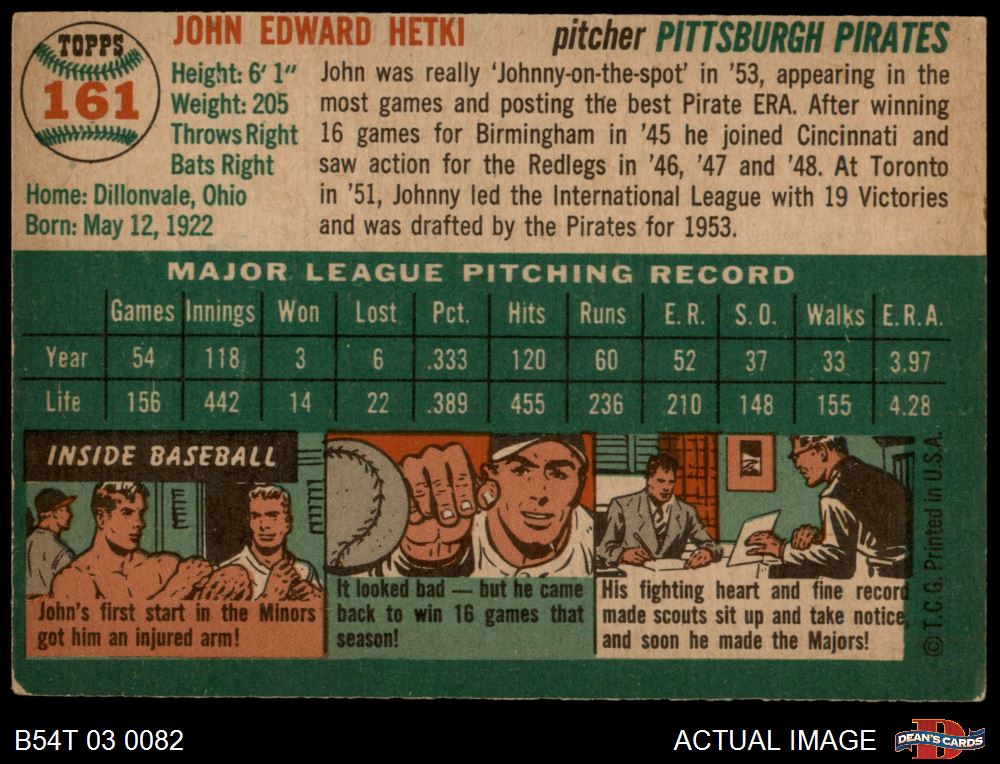 TOPPS
161
JOHN EDWARD HETKI
pitcher PITTSBURGH PIRATES
Height: 6' 1"
Weight: 205
Throws Right
Bats Right
Home: Dillonvale, Ohio
Born: May 12, 1922
John was really 'Johnny-on-the-spot' in '53, appearing in the
most games and posting the best Pirate ERA. After winning
16 games for Birmingham in '45 he joined Cincinnati and
saw action for the Redlegs in '46, '47 and '48. At Toronto
in '51, Johnny led the International League with 19 Victories
and was drafted by the Pirates for 1953.
MAJOR LEAGUE PITCHING RECORD
Games Innings Won Lost Pct. Hits Runs E. R. S. O. Walks E. R. A.
Year 54 118 3 6 .333 120 60 52 37 33 3.97
Life 156 442 14 22 .389 455 236 210 148 155 4.28
INSIDE BASEBALL
John's first start in the Minors
got him an injured arm!
It looked bad — but he came
back to win 16 games that
season!
His fighting heart and fine record
made scouts sit up and take notice,
and soon he made the Majors!
© T. C. G. Printed in U.S.A.
B54T 03 0082
ACTUAL IMAGE
DEAN'S CARDS